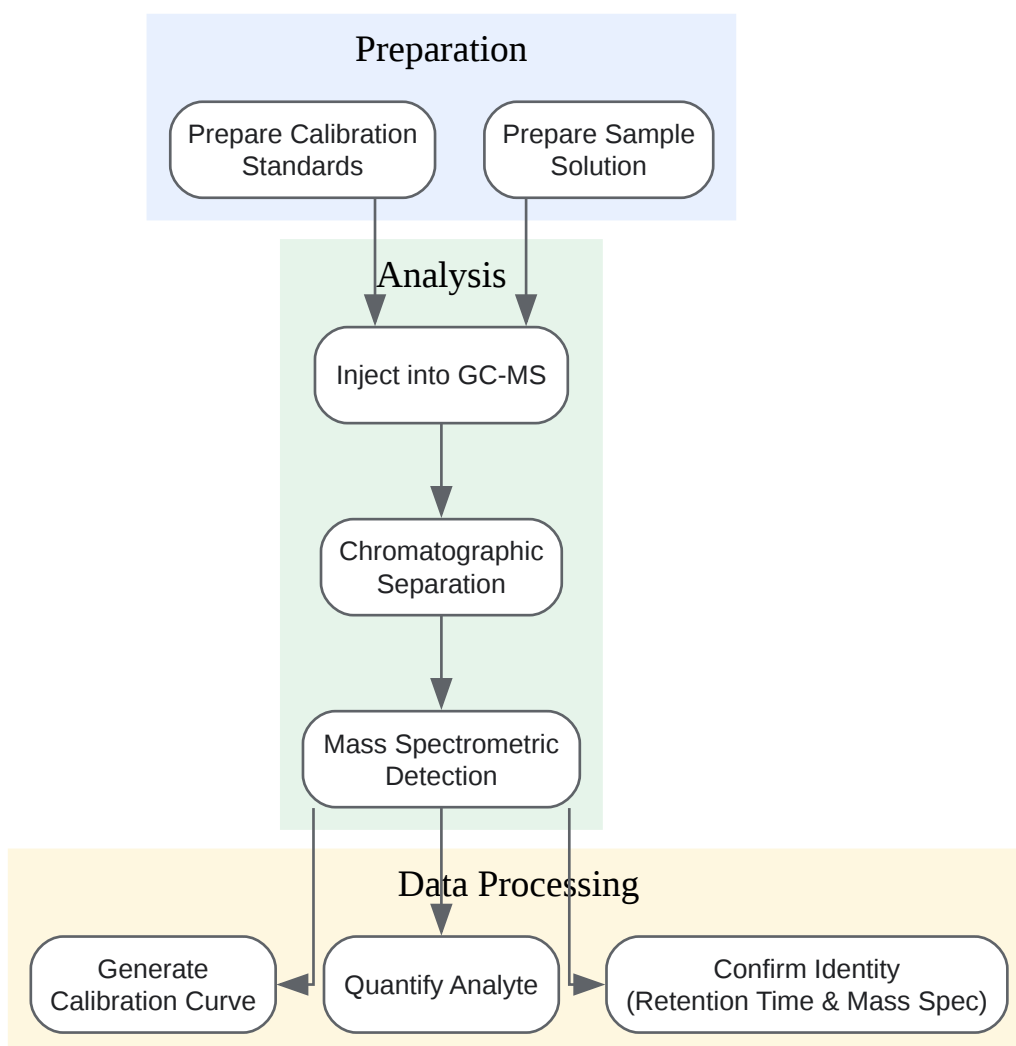 Preparation
Prepare Calibration
Standards
Prepare Sample
Solution
Analysis
Inject into GC-MS
Chromatographic
Separation
Mass Spectrometric
Detection
Data Processing
Generate
Calibration Curve
Quantify Analyte
Confirm Identity
(Retention Time & Mass Spec)